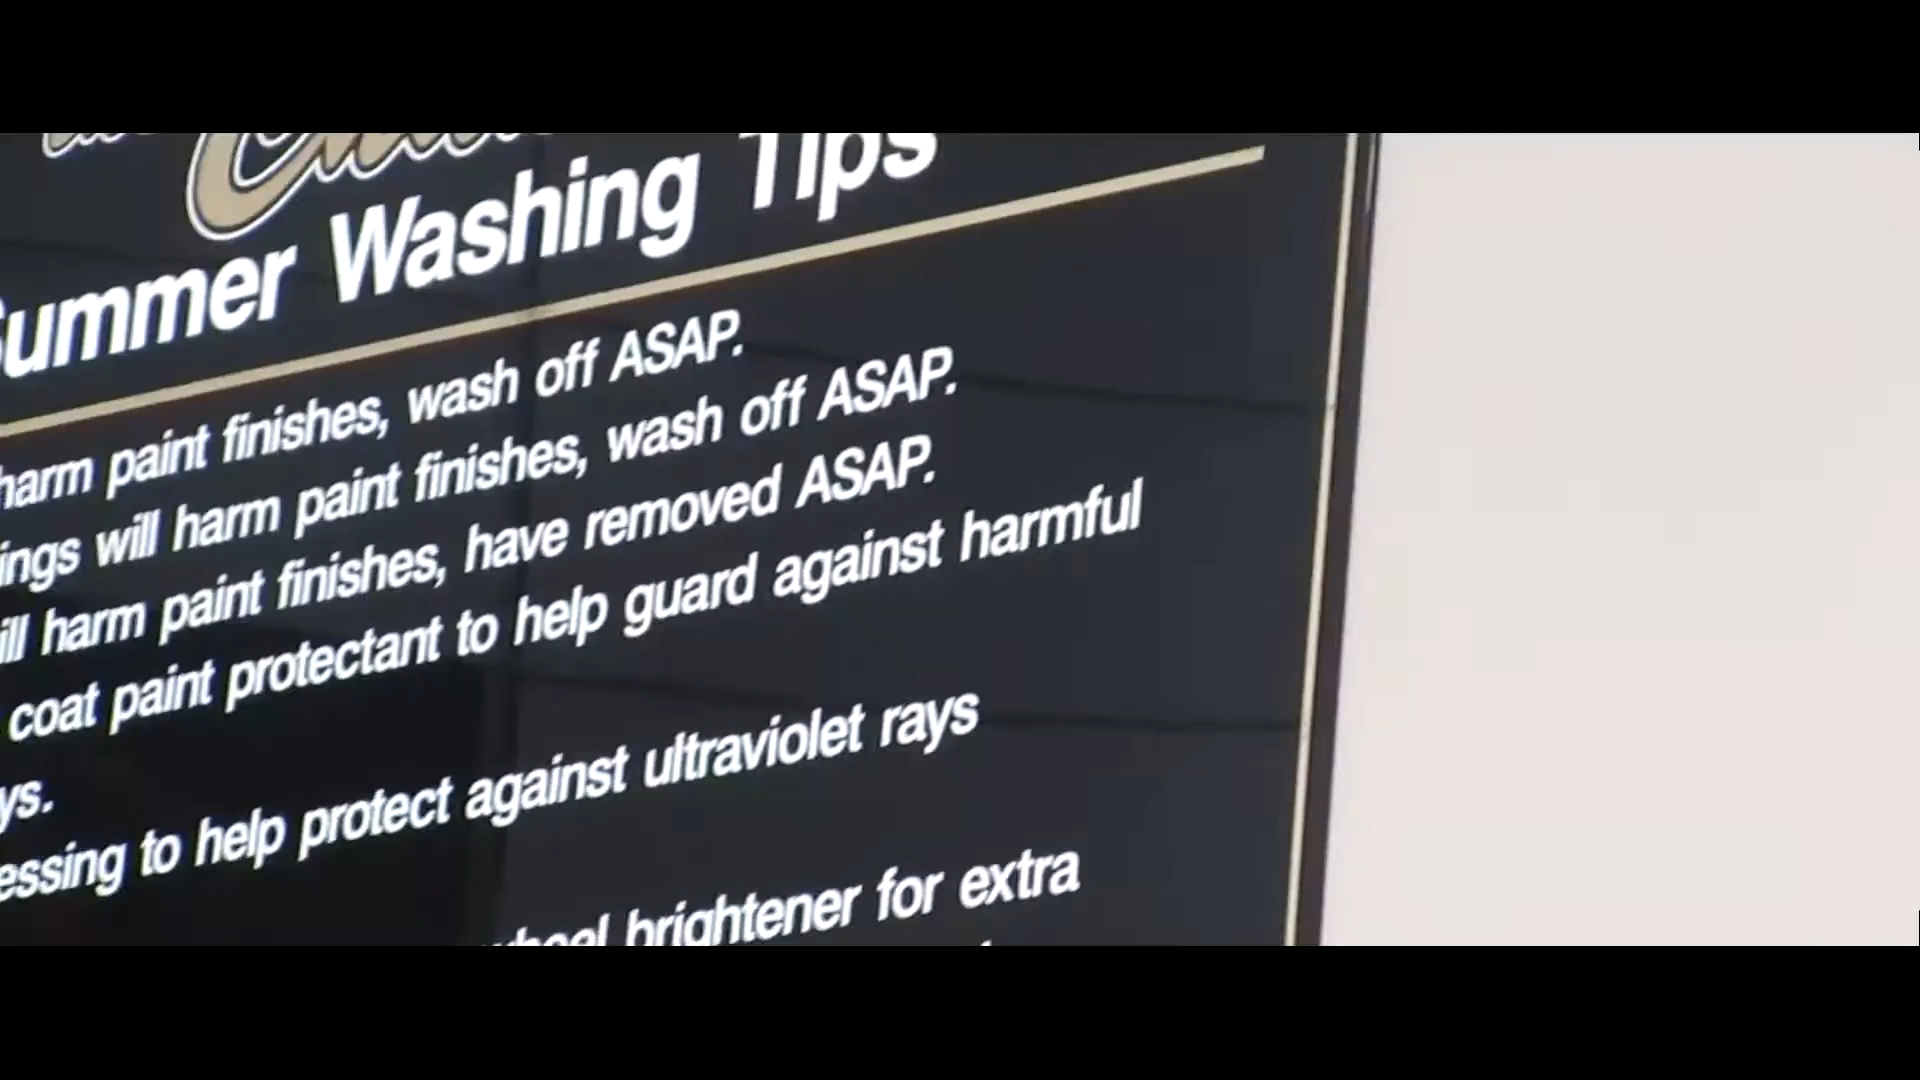 Summer Washing Tips
harm paint finishes, wash off ASAP.
ings will harm paint finishes, wash off ASAP.
ill harm paint finishes, have removed ASAP.
coat paint protectant to help guard against harmful
ys.
essing to help protect against ultraviolet rays
wheel brightener for extra